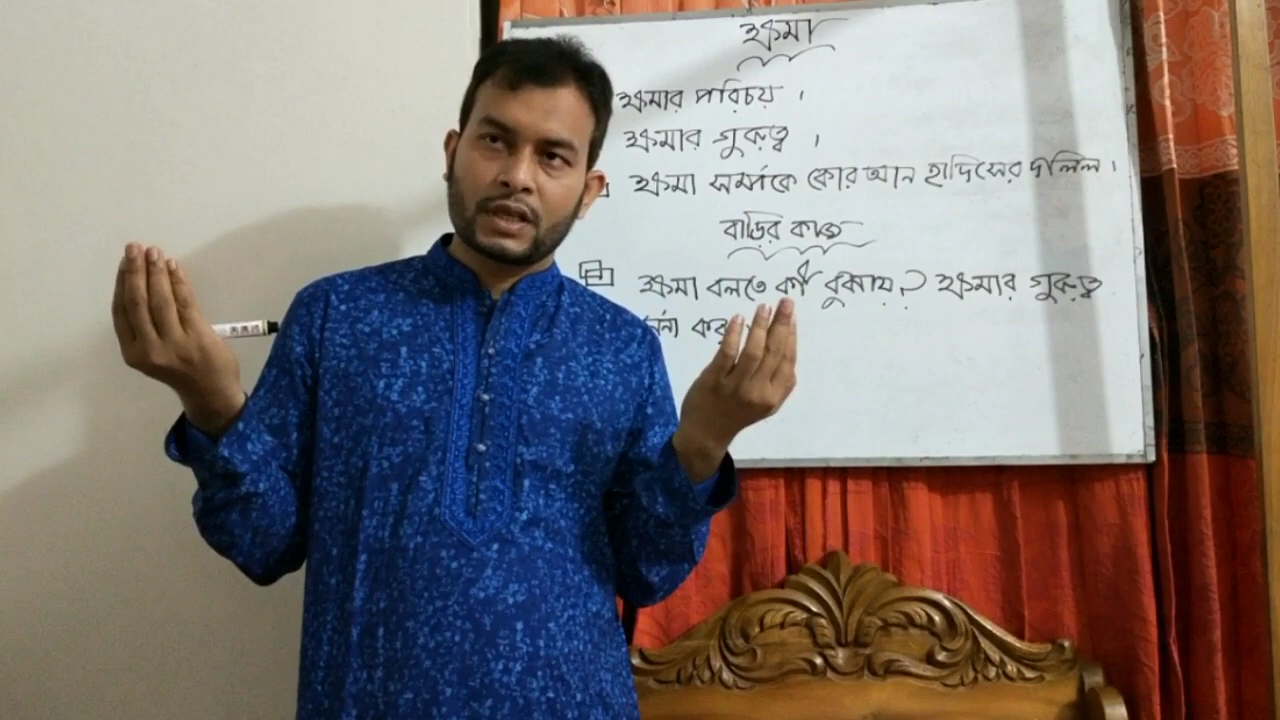 ক্ষমা
ক্ষমার পরিচয় ।
ক্ষমার গুরুত্ব ।
ক্ষমা সম্পর্কে কোরআন হাদিসের দলিল ।
বাড়ির কাজ
ক্ষমা বলতে কী বুঝায়? ক্ষমার গুরুত্ব